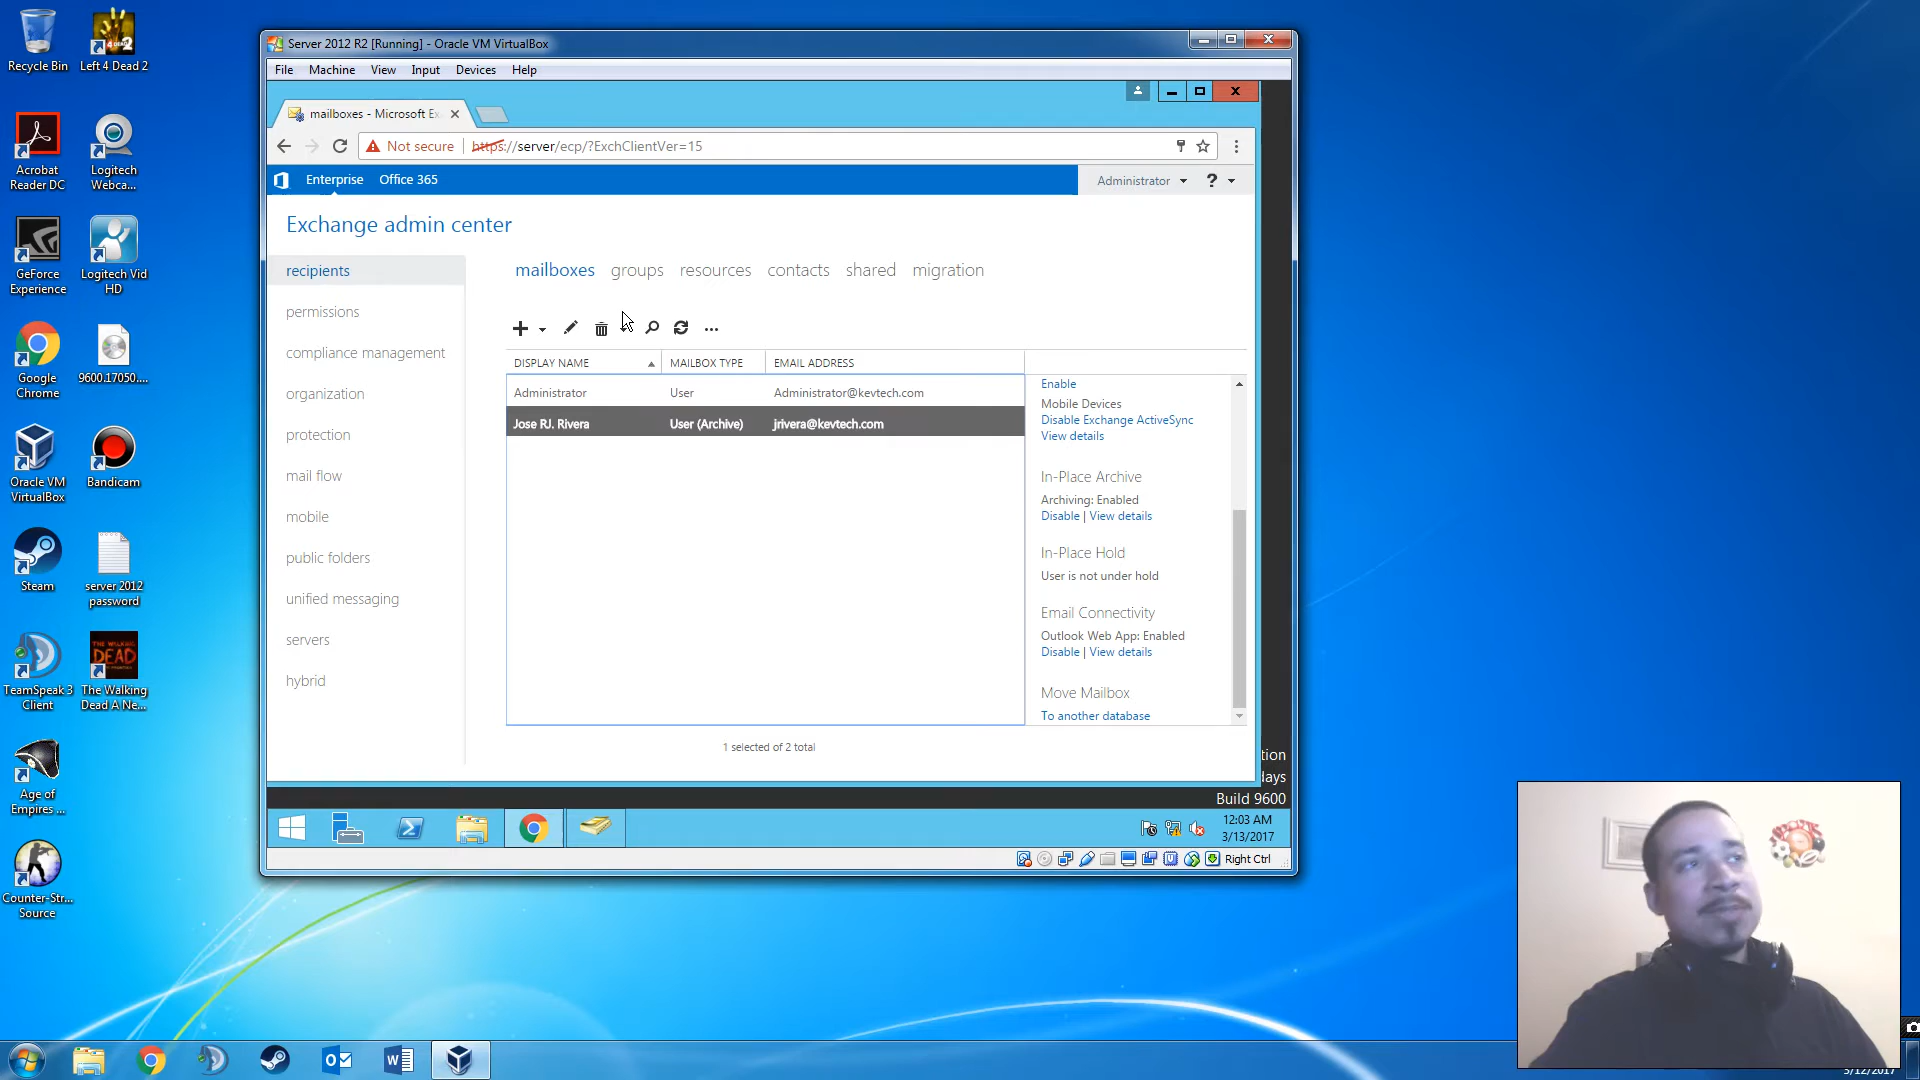 Recycle Bin
Left 4 Dead 2
Acrobat Reader DC
Logitech Webca...
GeForce Experience
Logitech Vid HD
Google Chrome
9600.17050....
Oracle VM VirtualBox
Bandicam
Steam
server 2012 password
TeamSpeak 3 Client
THE WALKING DEAD
The Walking Dead A Ne...
Age of Empires ...
Counter-Str... Source
Server 2012 R2 [Running] - Oracle VM VirtualBox
File Machine View Input Devices Help
mailboxes - Microsoft Ex
Not secure https://server/ecp/?ExchClientVer=15
Enterprise Office 365 Administrator ?
Exchange admin center
recipients
permissions
compliance management
organization
protection
mail flow
mobile
public folders
unified messaging
servers
hybrid
mailboxes groups resources contacts shared migration
DISPLAY NAME MAILBOX TYPE EMAIL ADDRESS
Administrator User Administrator@kevtech.com
Jose RJ. Rivera User (Archive) jrivera@kevtech.com
1 selected of 2 total
Enable
Mobile Devices
Disable Exchange ActiveSync
View details
In-Place Archive
Archiving: Enabled
Disable | View details
In-Place Hold
User is not under hold
Email Connectivity
Outlook Web App: Enabled
Disable | View details
Move Mailbox
To another database
tion
days
Build 9600
12:03 AM
3/13/2017
Right Ctrl
3/12/2017